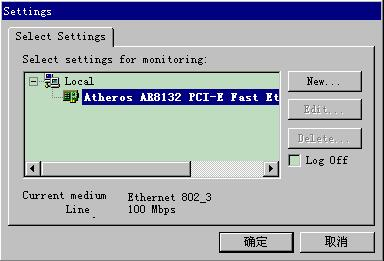 Settings
Select Settings
Select settings for monitoring:
Local
Atheros AR8132 PCI-E Fast Et
New...
Edit...
Delete...
Log Off
Current medium Ethernet 802_3
Line 100 Mbps
确定 取消